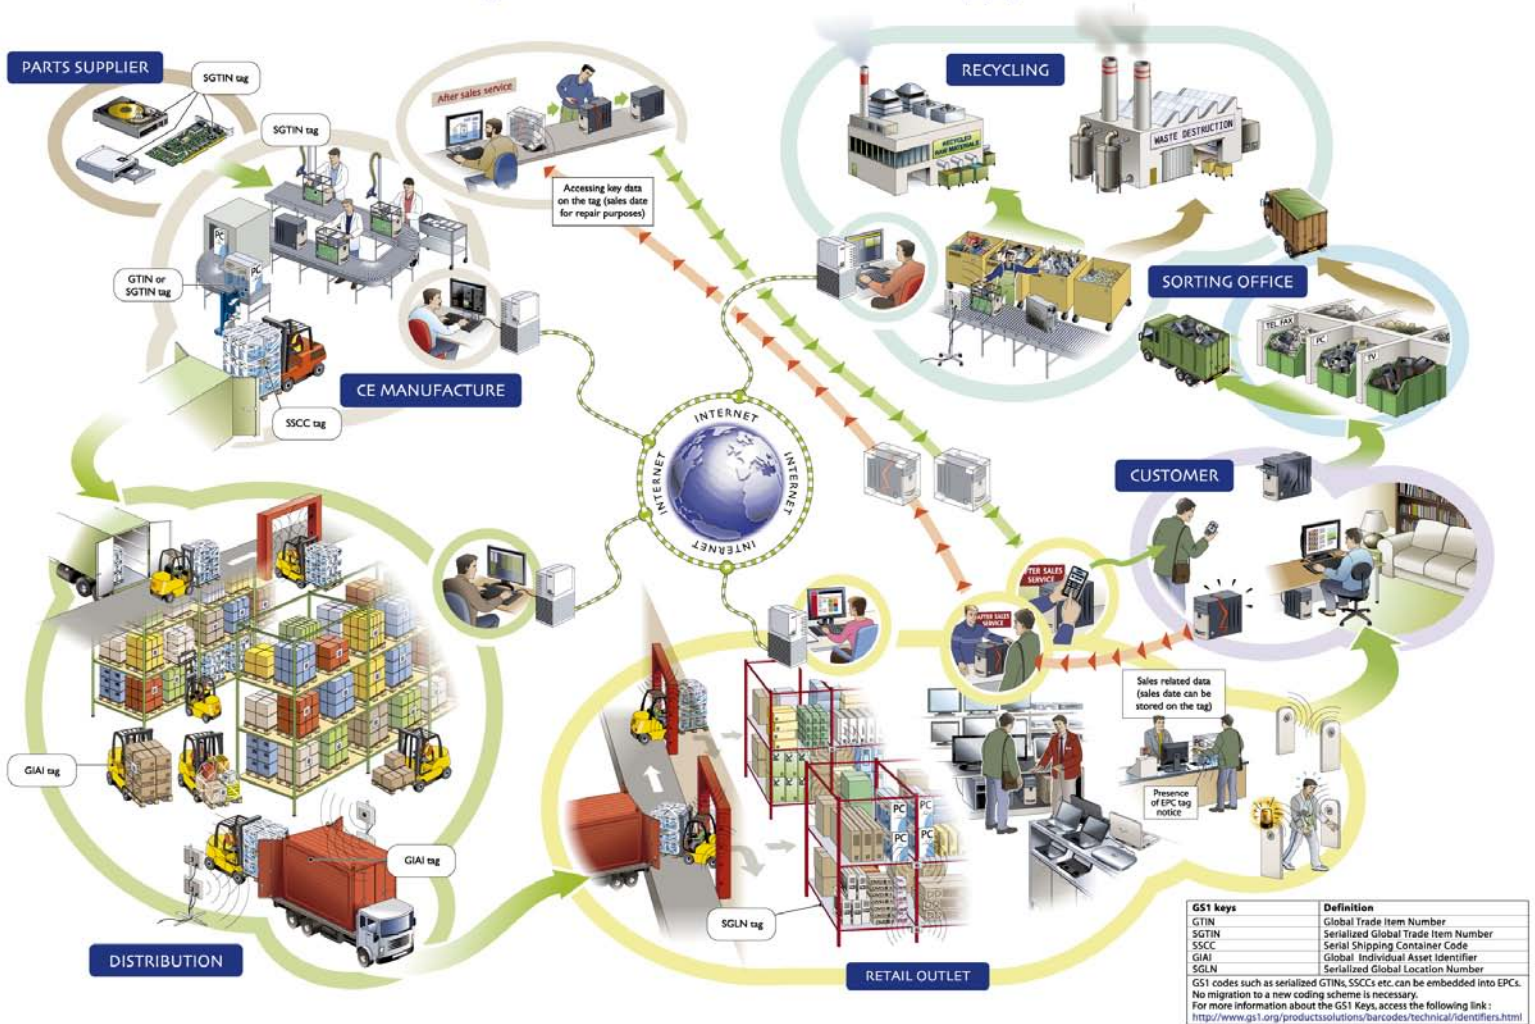 PARTS SUPPLIER
SGTIN tag
SGTIN tag
After sales service
Accessing key data
on the tag (sales date
for repair purposes)
RECYCLING
RECYCLED
RAW MATERIALS
WASTE DESTRUCTION
PC
PC
GTIN or
SGTIN tag
SSCC tag
CE MANUFACTURE
SORTING OFFICE
TEL FAX
PC
TV
INTERNET
INTERNET
INTERNET
INTERNET
CUSTOMER
AFTER SALES
SERVICE
AFTER SALES
SERVICE
Sales related data
(sales date can be
stored on the tag)
Presence
of EPC tag
notice
GIAI tag
GIAI tag
DISTRIBUTION
PC
PC
PC
PC
SGLN tag
RETAIL OUTLET
GS1 keys Definition
GTIN Global Trade Item Number
SGTIN Serialized Global Trade Item Number
SSCC Serial Shipping Container Code
GIAI Global Individual Asset Identifier
SGLN Serialized Global Location Number
GS1 codes such as serialized GTINs, SSCCs etc. can be embedded into EPCs.
No migration to a new coding scheme is necessary.
For more information about the GS1 Keys, access the following link :
http://www.gs1.org/productssolutions/barcodes/technical/identifiers.html